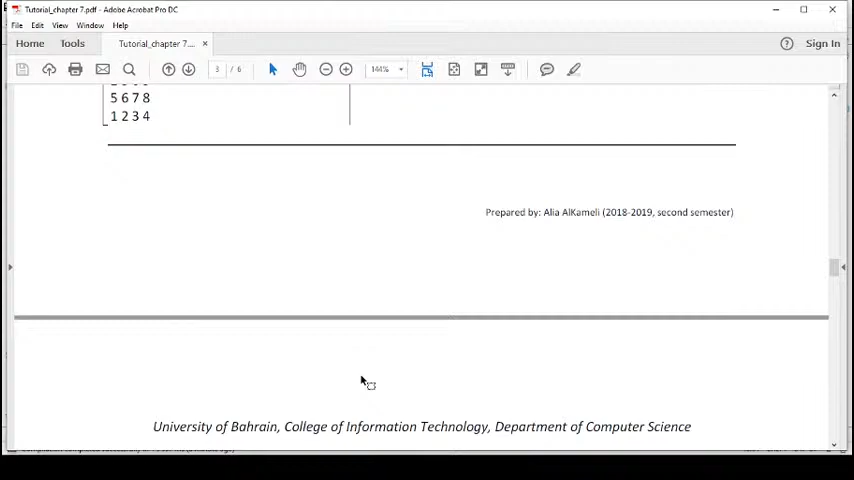 Tutorial_chapter 7.pdf - Adobe Acrobat Pro DC
File Edit View Window Help
Home Tools Tutorial_chapter 7.... × ? Sign In
3 / 6 144%
5 6 7 8
1 2 3 4
Prepared by: Alia AlKameli (2018-2019, second semester)
University of Bahrain, College of Information Technology, Department of Computer Science